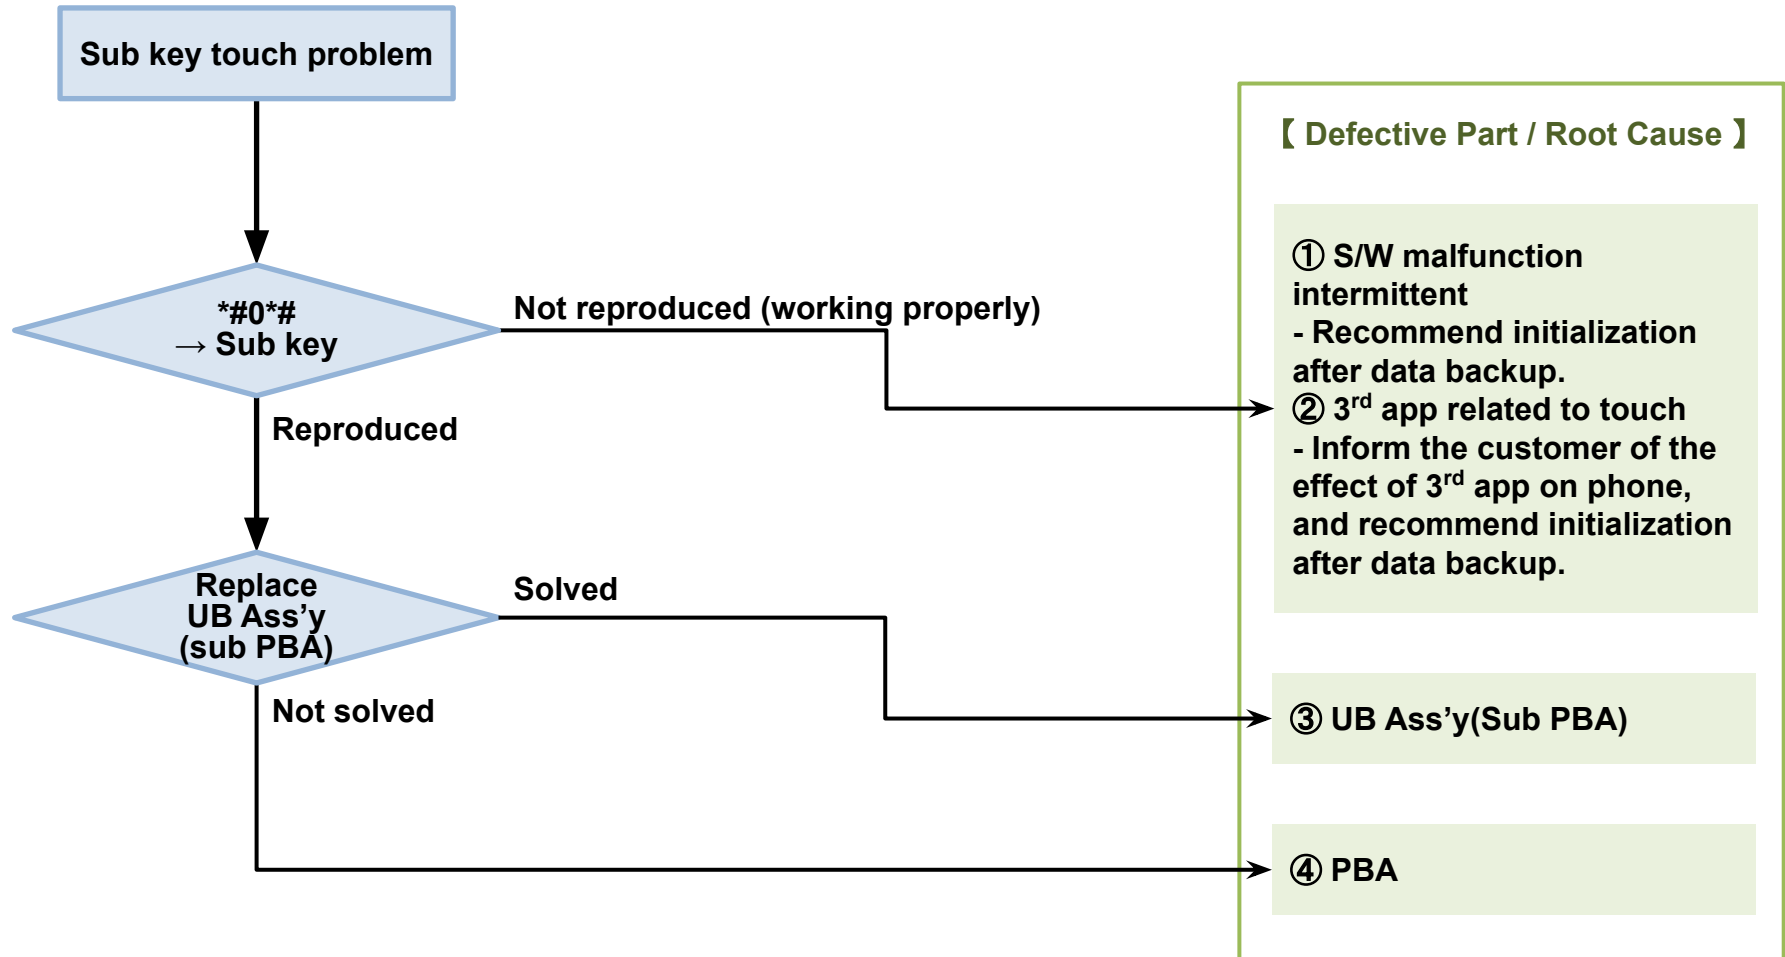 Sub key touch problem
【 Defective Part / Root Cause 】
*#0*#
→ Sub key
Not reproduced (working properly)
Reproduced
① S/W malfunction
intermittent
- Recommend initialization
after data backup.
② 3rd app related to touch
- Inform the customer of the
effect of 3rd app on phone,
and recommend initialization
after data backup.
Replace
UB Ass’y
(sub PBA)
Solved
Not solved
③ UB Ass’y(Sub PBA)
④ PBA